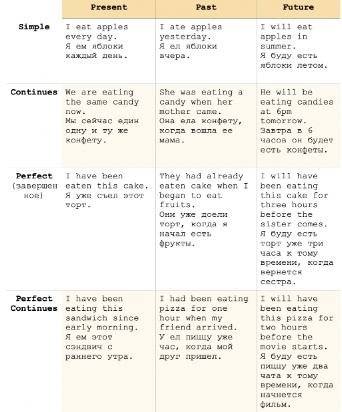 Present
Past
Future
Simple
I eat apples
every day.
Я ем яблоки
каждый день.
I ate apples
yesterday.
Я ел яблоки
вчера.
I will eat
apples in
summer.
Я буду есть
яблоки летом.
Continues
We are eating
the same candy
now.
Мы сейчас едим
одну и ту же
конфету.
She was eating a
candy when her
mother came.
Она ела конфету,
когда вошла ее
мама.
He will be
eating candies
at 6pm
tomorrow.
Завтра в 6
часов он будет
есть конфеты.
Perfect
(завершен
ное)
I have been
eaten this cake.
Я уже съел этот
торт.
They had already
eaten cake when I
began to eat
fruits.
Они уже доели
торт, когда я
начал есть
фрукты.
I will have
been eating
this cake for
three hours
before the
sister comes.
Я буду есть
торт уже три
часа к тому
времени, когда
вернется
сестра.
Perfect
Continues
I have been
eating this
sandwich since
early morning.
Я ем этот
сэндвич с
раннего утра.
I had been eating
pizza for one
hour when my
friend arrived.
У ел пиццу уже
час, когда мой
друг пришел.
I will have
been eating
this pizza for
two hours
before the
movie starts.
Я буду есть
пиццу уже два
чата к тому
времени, когда
начнется
фильм.